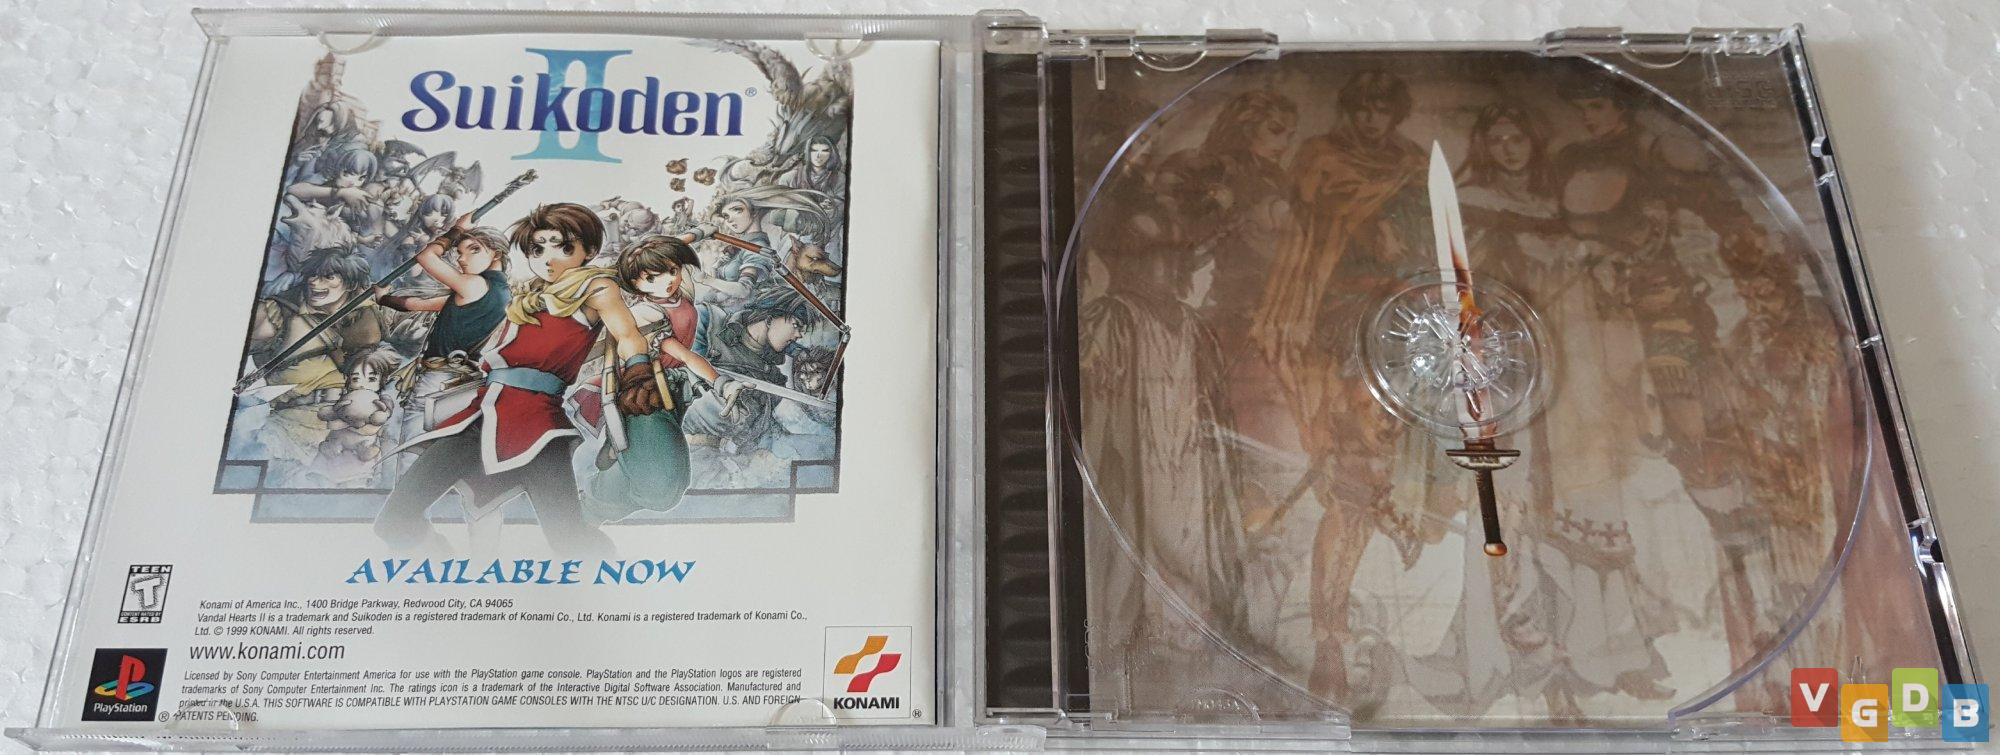 Suikoden®
II
AVAILABLE NOW
TEEN
T
CONTENT RATED BY
ESRB
Konami of America Inc., 1400 Bridge Parkway, Redwood City, CA 94065
Vandal Hearts II is a trademark and Suikoden is a registered trademark of Konami Co., Ltd. Konami is a registered trademark of Konami Co.,
Ltd. © 1999 KONAMI. All rights reserved.
www.konami.com
Licensed by Sony Computer Entertainment America for use with the PlayStation game console. PlayStation and the PlayStation logos are registered
trademarks of Sony Computer Entertainment Inc. The ratings icon is a trademark of the Interactive Digital Software Association. Manufactured and
printed in the U.S.A. THIS SOFTWARE IS COMPATIBLE WITH PLAYSTATION GAME CONSOLES WITH THE NTSC U/C DESIGNATION. U.S. AND FOREIGN
PATENTS PENDING.
PlayStation
®
KONAMI
®
VGDB